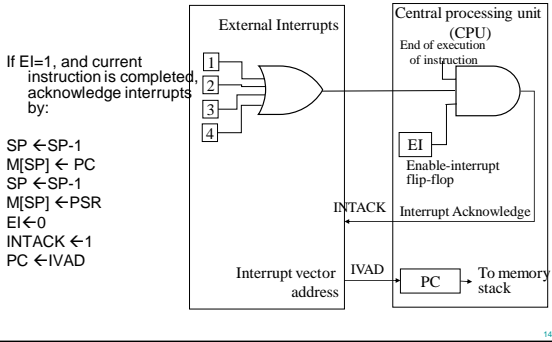 If EI=1, and current
instruction is completed,
acknowledge interrupts
by:
SP ←SP-1
M[SP] ← PC
SP ←SP-1
M[SP] ←PSR
EI←0
INTACK ←1
PC ←IVAD
External Interrupts
1
2
3
4
Central processing unit
(CPU)
End of execution
of instruction
EI
Enable-interrupt
flip-flop
INTACK
Interrupt Acknowledge
Interrupt vector
address
IVAD
PC
To memory
stack
14